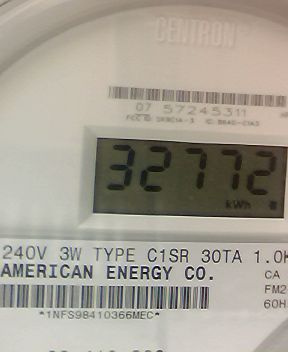 CENTRON
07 57245311
32772
kWh
240V 3W TYPE C1SR 30TA 1.0K
AMERICAN ENERGY CO.
CA
FM2
60H
*1NFS98410366MEC*